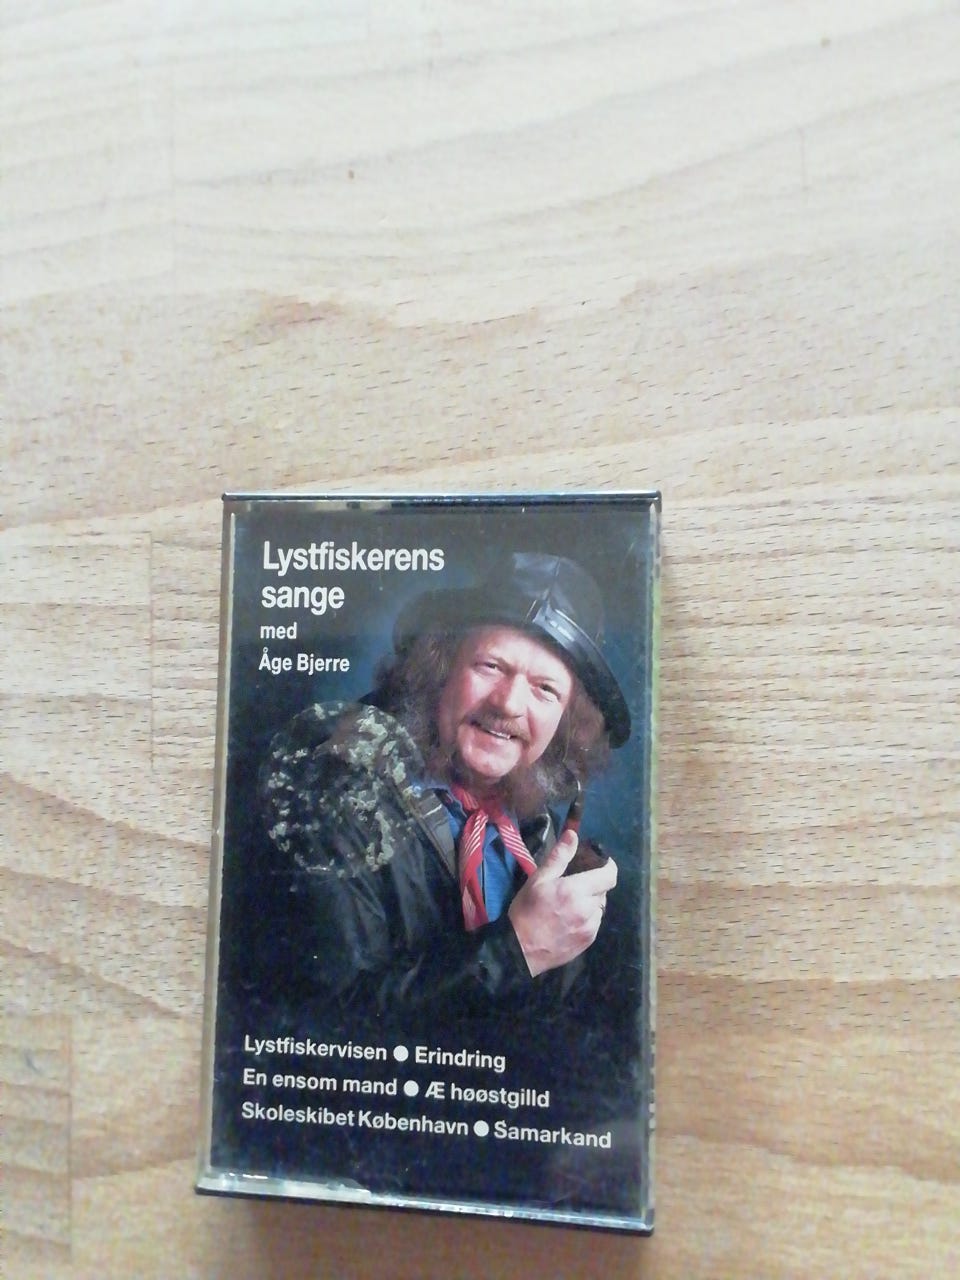 Lystfiskerens
sange
med
Åge Bjerre
Lystfiskervisen ● Erindring
En ensom mand ● Æ høøstgilld
Skoleskibet København ● Samarkand